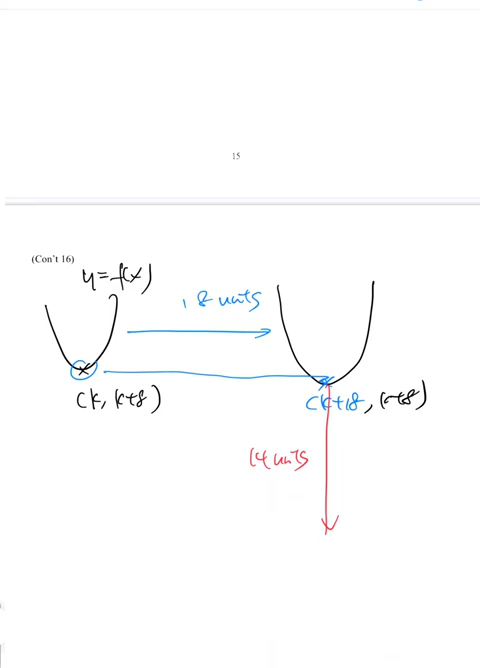 15
(Con't 16)
y=f(x)
18 units
(k, k+8)
(k+18, k+8)
14 units